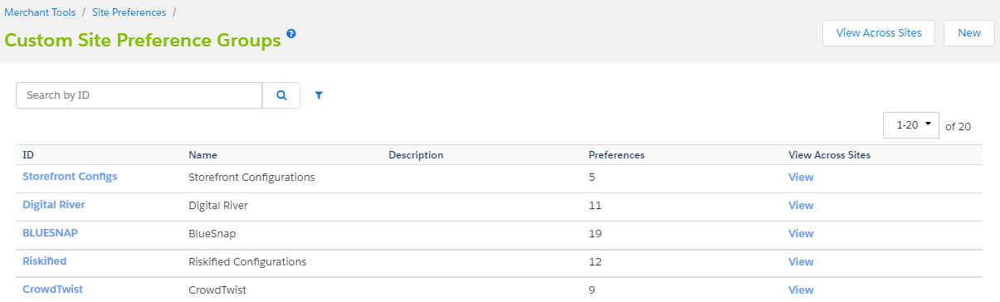 Merchant Tools / Site Preferences /
Custom Site Preference Groups ?
View Across Sites New
Search by ID
1-20 of 20
ID Name Description Preferences View Across Sites
Storefront Configs Storefront Configurations 5 View
Digital River Digital River 11 View
BLUESNAP BlueSnap 19 View
Riskified Riskified Configurations 12 View
CrowdTwist CrowdTwist 9 View